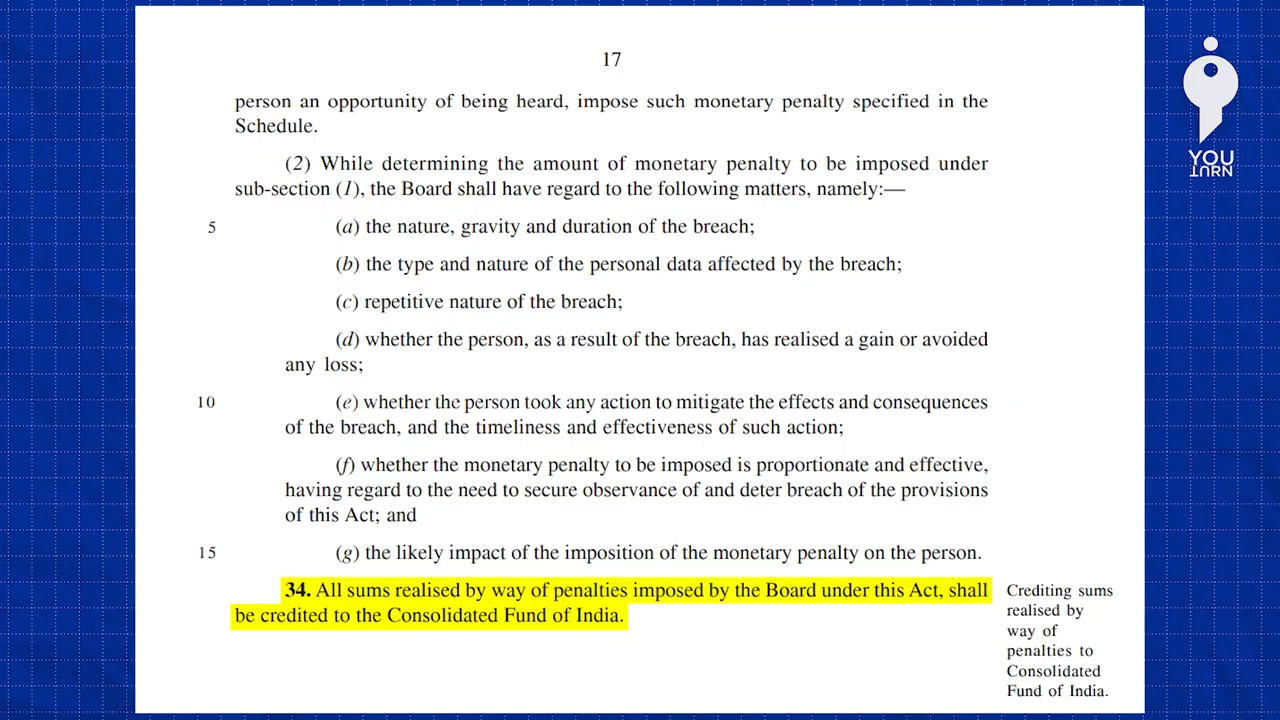 17
person an opportunity of being heard, impose such monetary penalty specified in the
Schedule.
(2) While determining the amount of monetary penalty to be imposed under
sub-section (1), the Board shall have regard to the following matters, namely:—
5
(a) the nature, gravity and duration of the breach;
(b) the type and nature of the personal data affected by the breach;
(c) repetitive nature of the breach;
(d) whether the person, as a result of the breach, has realised a gain or avoided
any loss;
10
(e) whether the person took any action to mitigate the effects and consequences
of the breach, and the timeliness and effectiveness of such action;
(f) whether the monetary penalty to be imposed is proportionate and effective,
having regard to the need to secure observance of and deter breach of the provisions
of this Act; and
15
(g) the likely impact of the imposition of the monetary penalty on the person.
34. All sums realised by way of penalties imposed by the Board under this Act, shall
be credited to the Consolidated Fund of India.
Crediting sums
realised by
way of
penalties to
Consolidated
Fund of India.
YOU
TURN